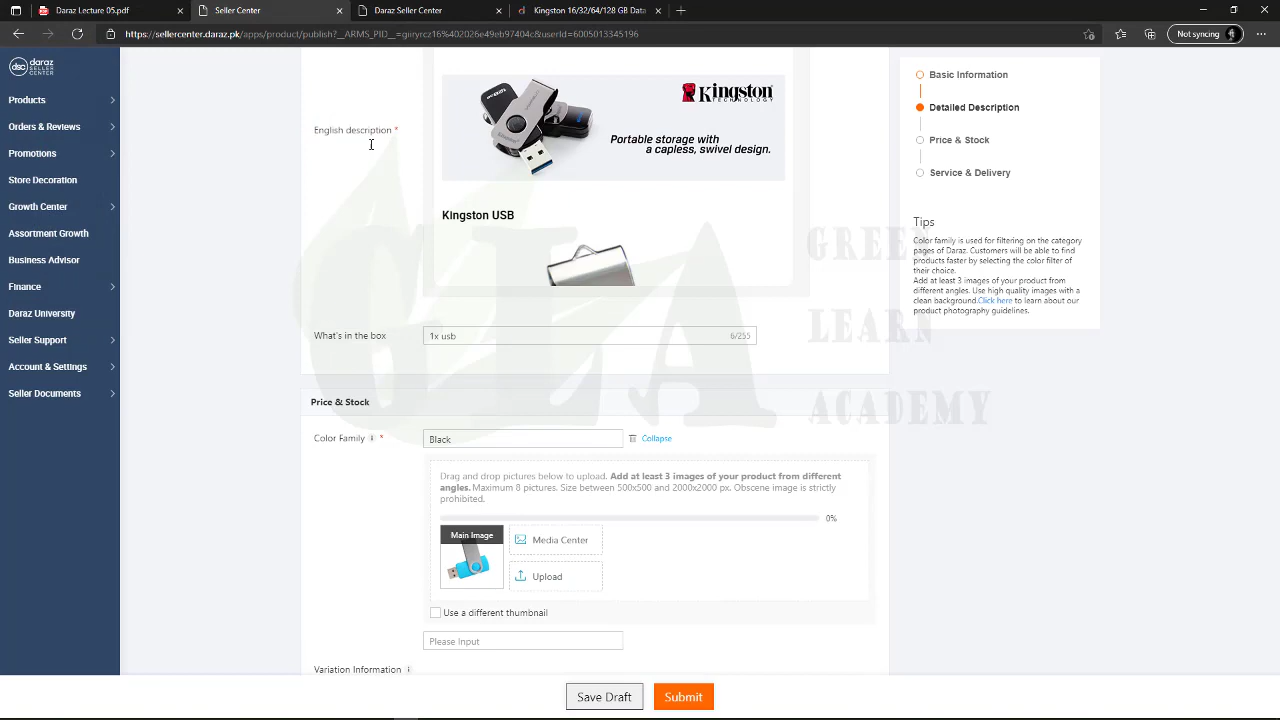 Daraz Lecture 05.pdf
Seller Center
Daraz Seller Center
Kingston 16/32/64/128 GB Data
https://sellercenter.daraz.pk/apps/product/publish?__ARMS_PID__=giiryrcz16%402026e49eb97404c&userId=6005013345196
Not syncing
dsc daraz SELLER CENTER
Products
Orders & Reviews
Promotions
Store Decoration
Growth Center
Assortment Growth
Business Advisor
Finance
Daraz University
Seller Support
Account & Settings
Seller Documents
English description *
Kingston
TECHNOLOGY
Portable storage with
a capless, swivel design.
Kingston USB
What's in the box
1x usb
6/255
Price & Stock
Color Family *
Black
Collapse
Drag and drop pictures below to upload. Add at least 3 images of your product from different
angles. Maximum 8 pictures. Size between 500x500 and 2000x2000 px. Obscene image is strictly
prohibited.
0%
Main Image
Media Center
Upload
Use a different thumbnail
Please Input
Variation Information
Save Draft
Submit
Basic Information
Detailed Description
Price & Stock
Service & Delivery
Tips
Color family is used for filtering on the category
pages of Daraz. Customers will be able to find
products faster by selecting the color filter of
their choice.
Add at least 3 images of your product from
different angles. Use high quality images with a
clean background.Click here to learn about our
product photography guidelines.
GLA
GREEN
LEARN
ACADEMY